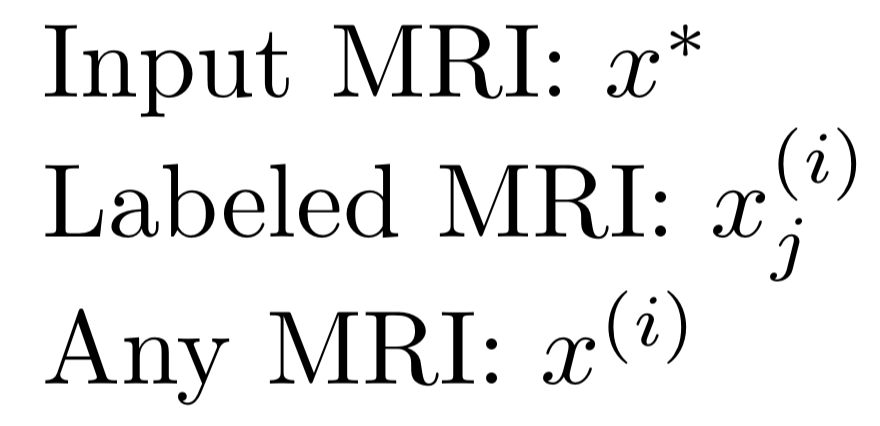 Input MRI: $x^*$
Labeled MRI: $x_j^{(i)}$
Any MRI: $x^{(i)}$